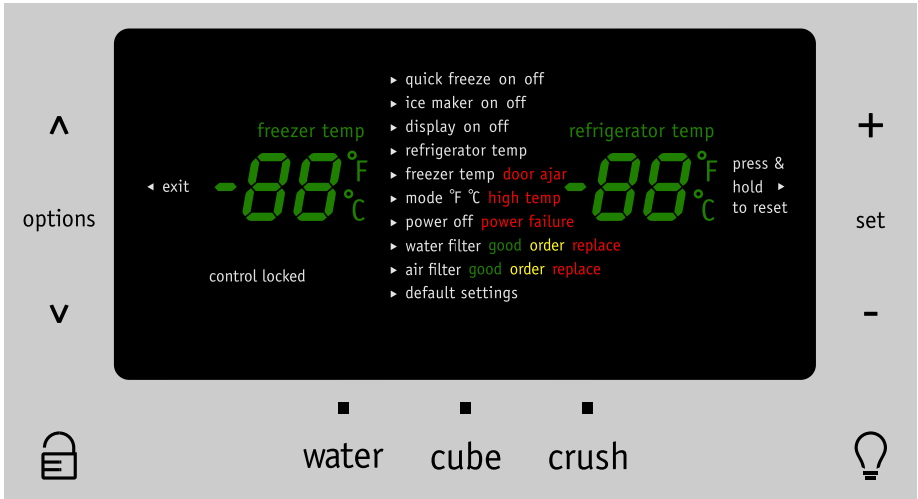 quick freeze on off
ice maker on off
display on off
refrigerator temp
freezer temp door ajar
mode °F °C high temp
power off power failure
water filter good order replace
air filter good order replace
default settings
freezer temp
-88 °F °C
refrigerator temp
-88 °F °C
exit
press &
hold
to reset
control locked
options
set
+
-
water
cube
crush